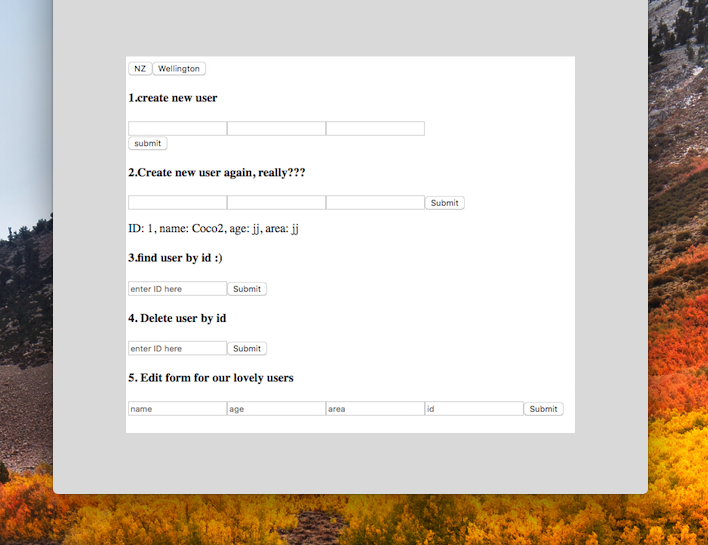 NZ Wellington
1.create new user
submit
2.Create new user again, really???
Submit
ID: 1, name: Coco2, age: jj, area: jj
3.find user by id :)
enter ID here Submit
4. Delete user by id
enter ID here Submit
5. Edit form for our lovely users
name age area id Submit